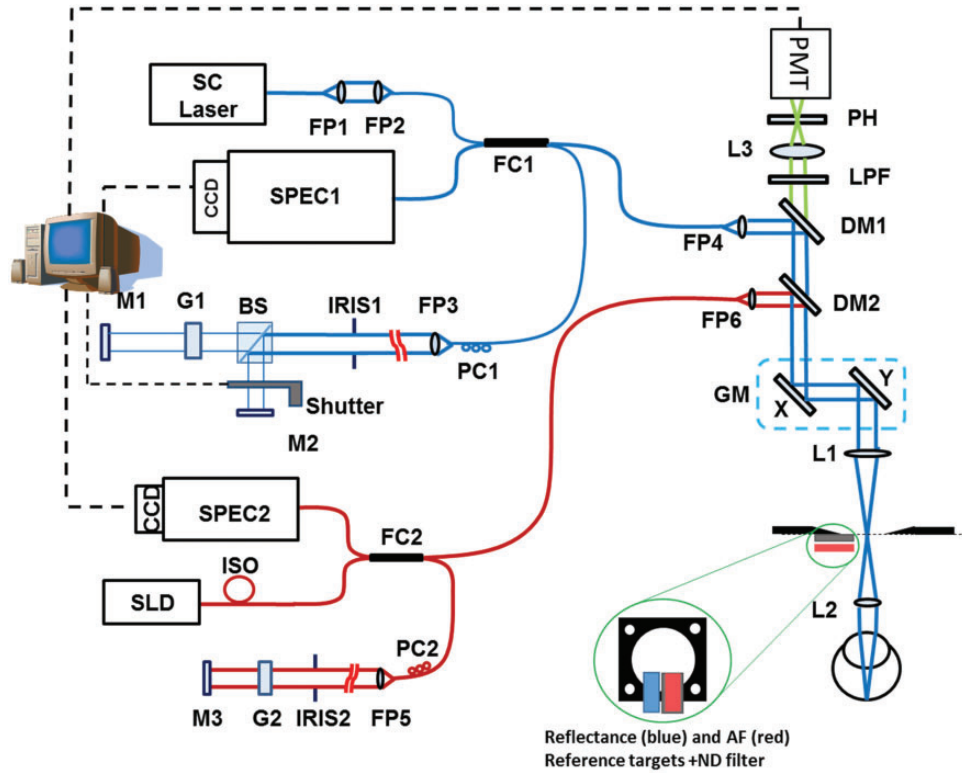 PMT
SC
Laser
FP1
FP2
PH
L3
FC1
LPF
CCD
SPEC1
DM1
FP4
M1
G1
BS
IRIS1
FP3
FP6
DM2
PC1
Shutter
GM
X
Y
M2
L1
CCD
SPEC2
FC2
ISO
SLD
L2
PC2
M3
G2
IRIS2
FP5
Reflectance (blue) and AF (red)
Reference targets +ND filter